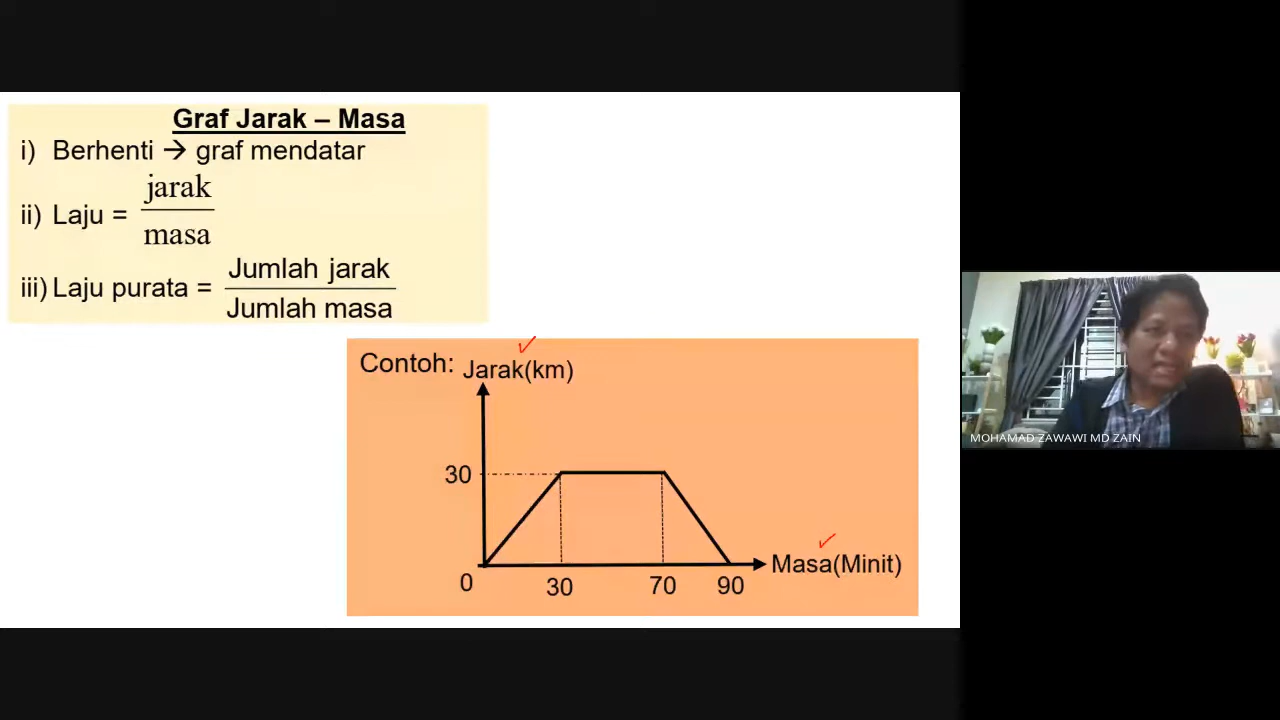 Graf Jarak – Masa
i) Berhenti → graf mendatar
jarak
ii) Laju =
masa
Jumlah jarak
iii) Laju purata =
Jumlah masa
Contoh: Jarak(km)
30
0 30 70 90 Masa(Minit)
MOHAMAD ZAWAWI MD ZAIN